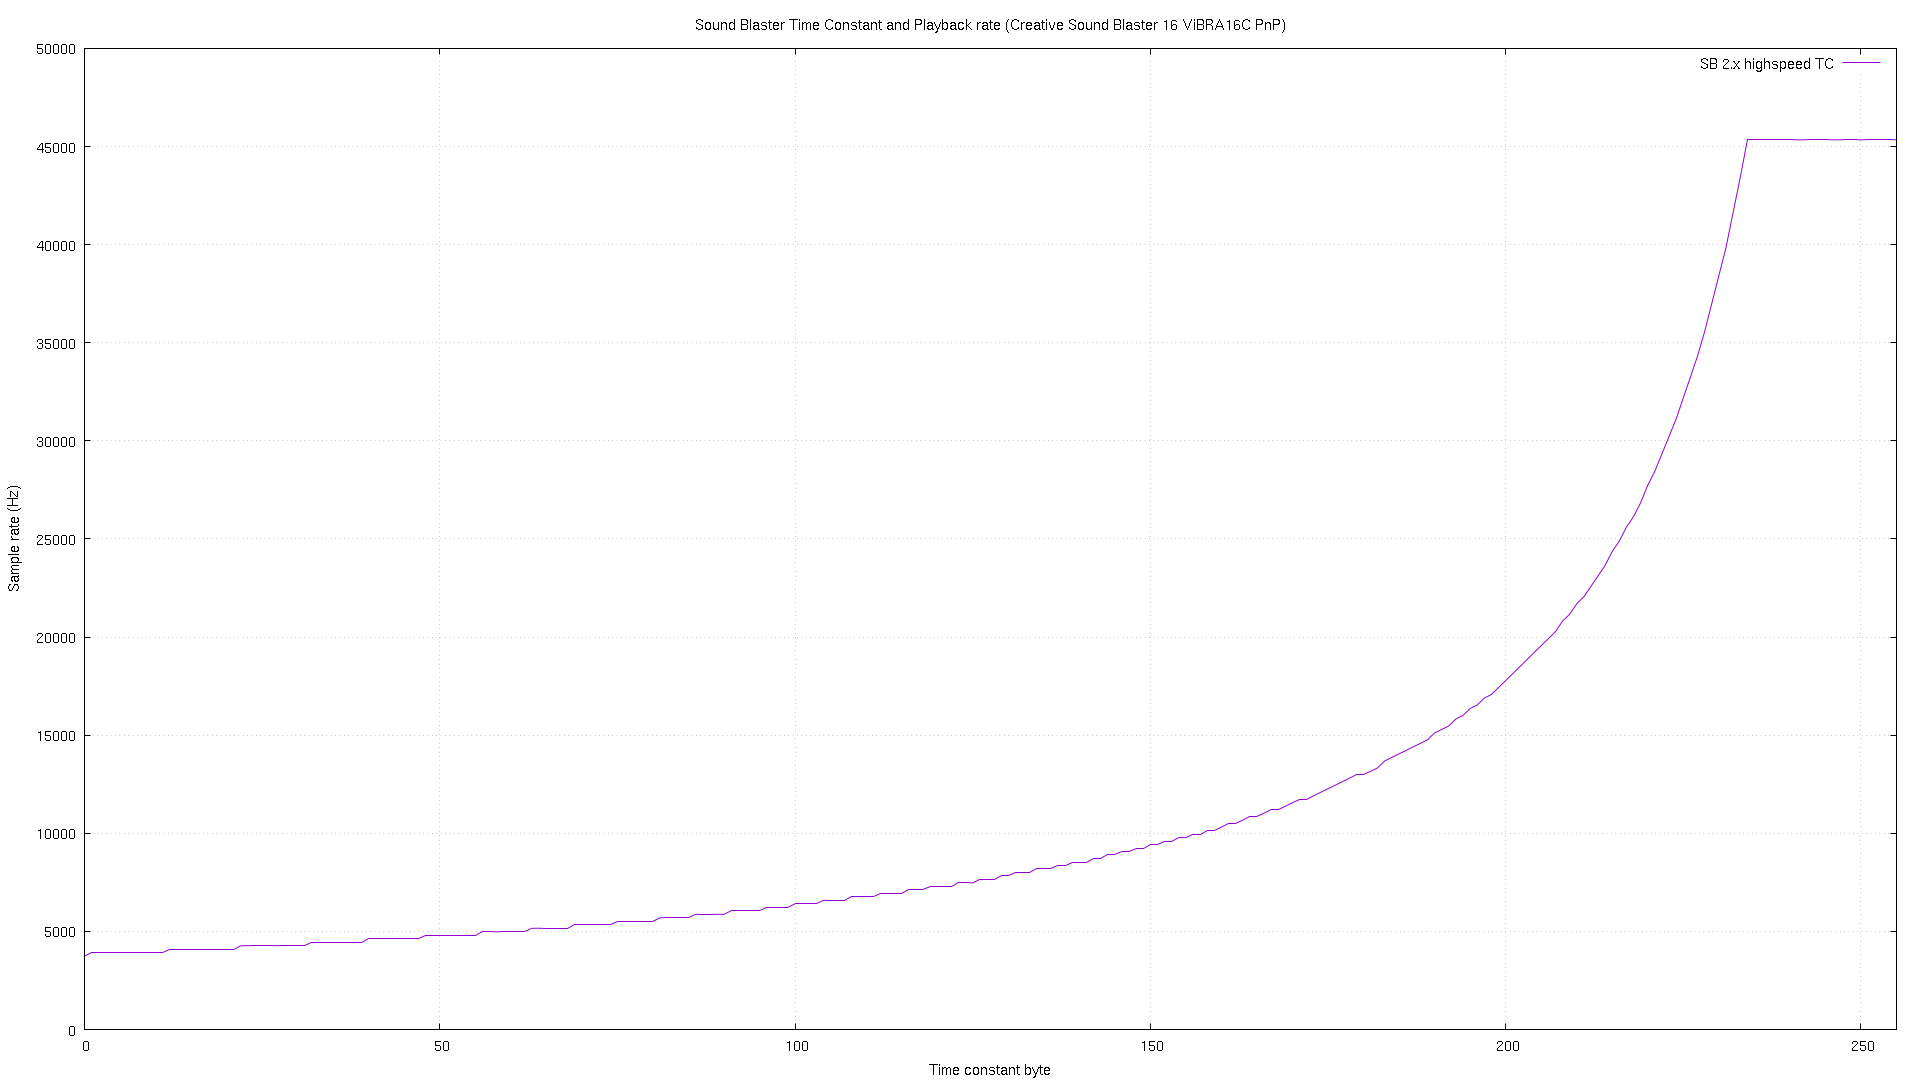 Sound Blaster Time Constant and Playback rate (Creative Sound Blaster 16 ViBRA16C PnP)
SB 2.x highspeed TC
50000
45000
40000
35000
30000
25000
20000
15000
10000
5000
0
Sample rate (Hz)
0 50 100 150 200 250
Time constant byte